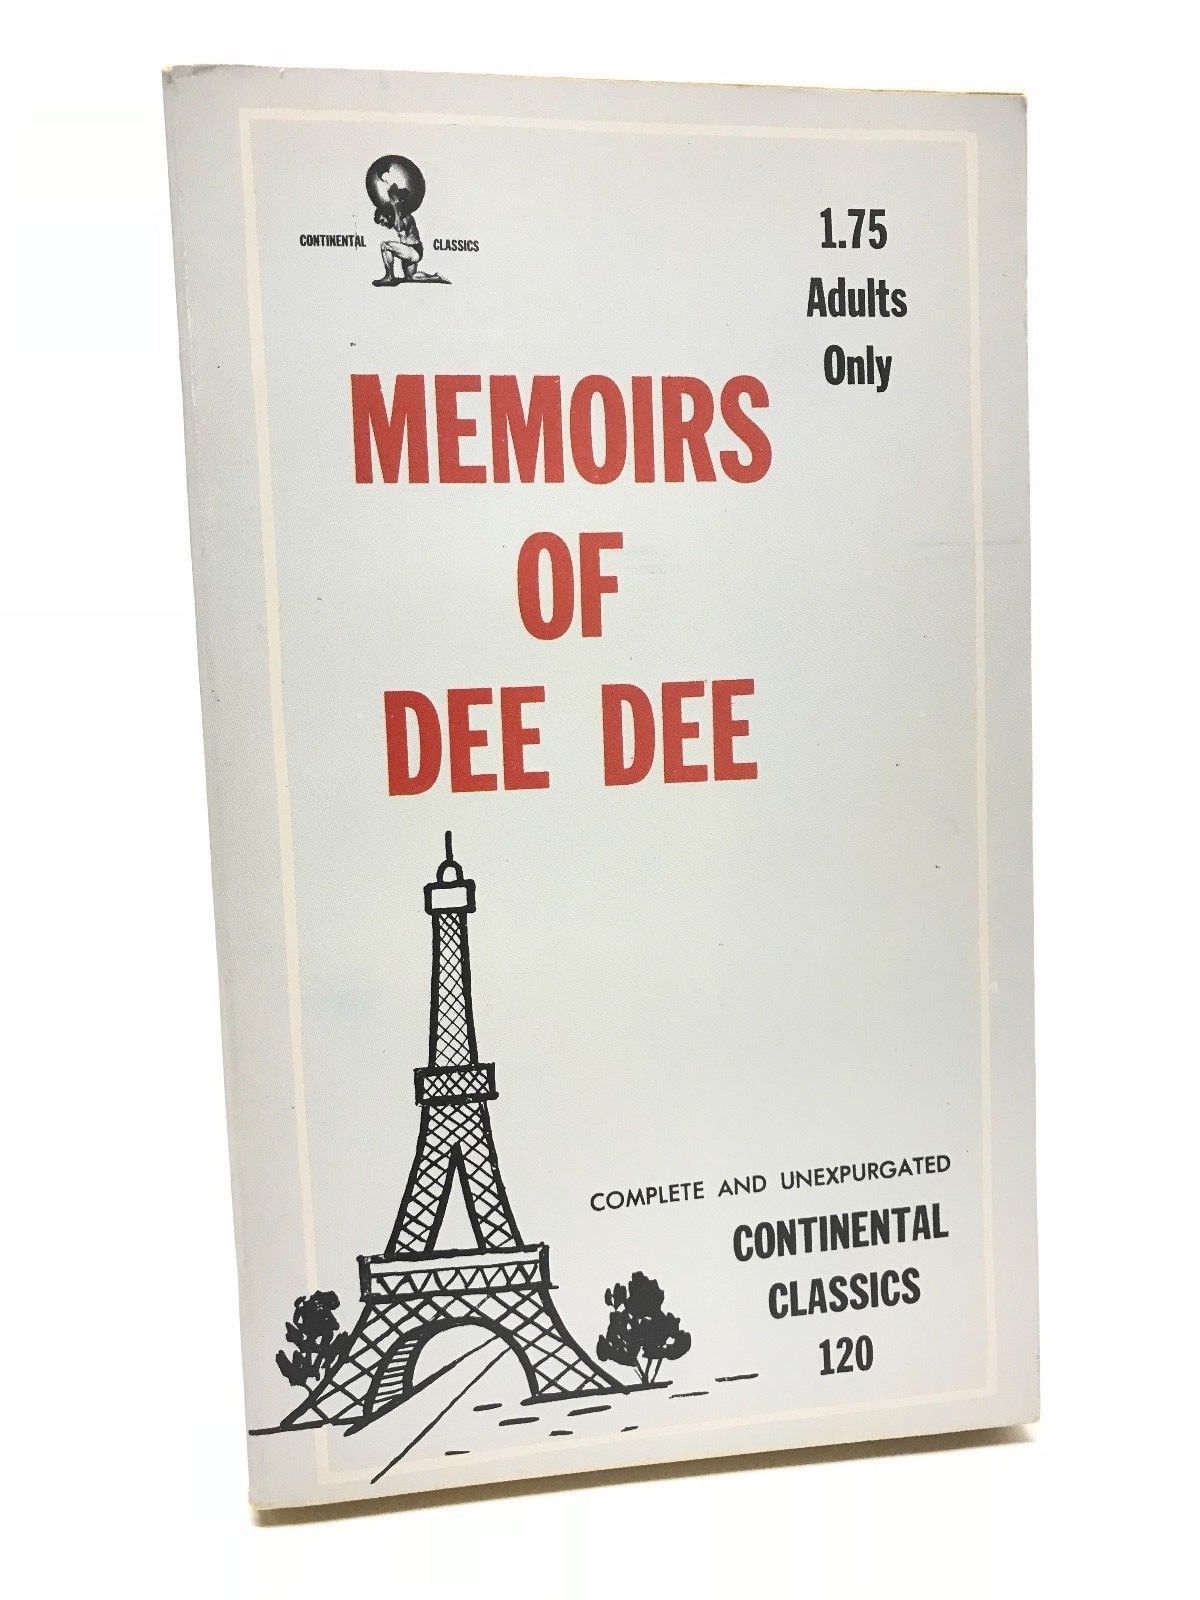 CONTINENTAL CLASSICS
1.75
Adults
Only
MEMOIRS
OF
DEE DEE
COMPLETE AND UNEXPURGATED
CONTINENTAL
CLASSICS
120